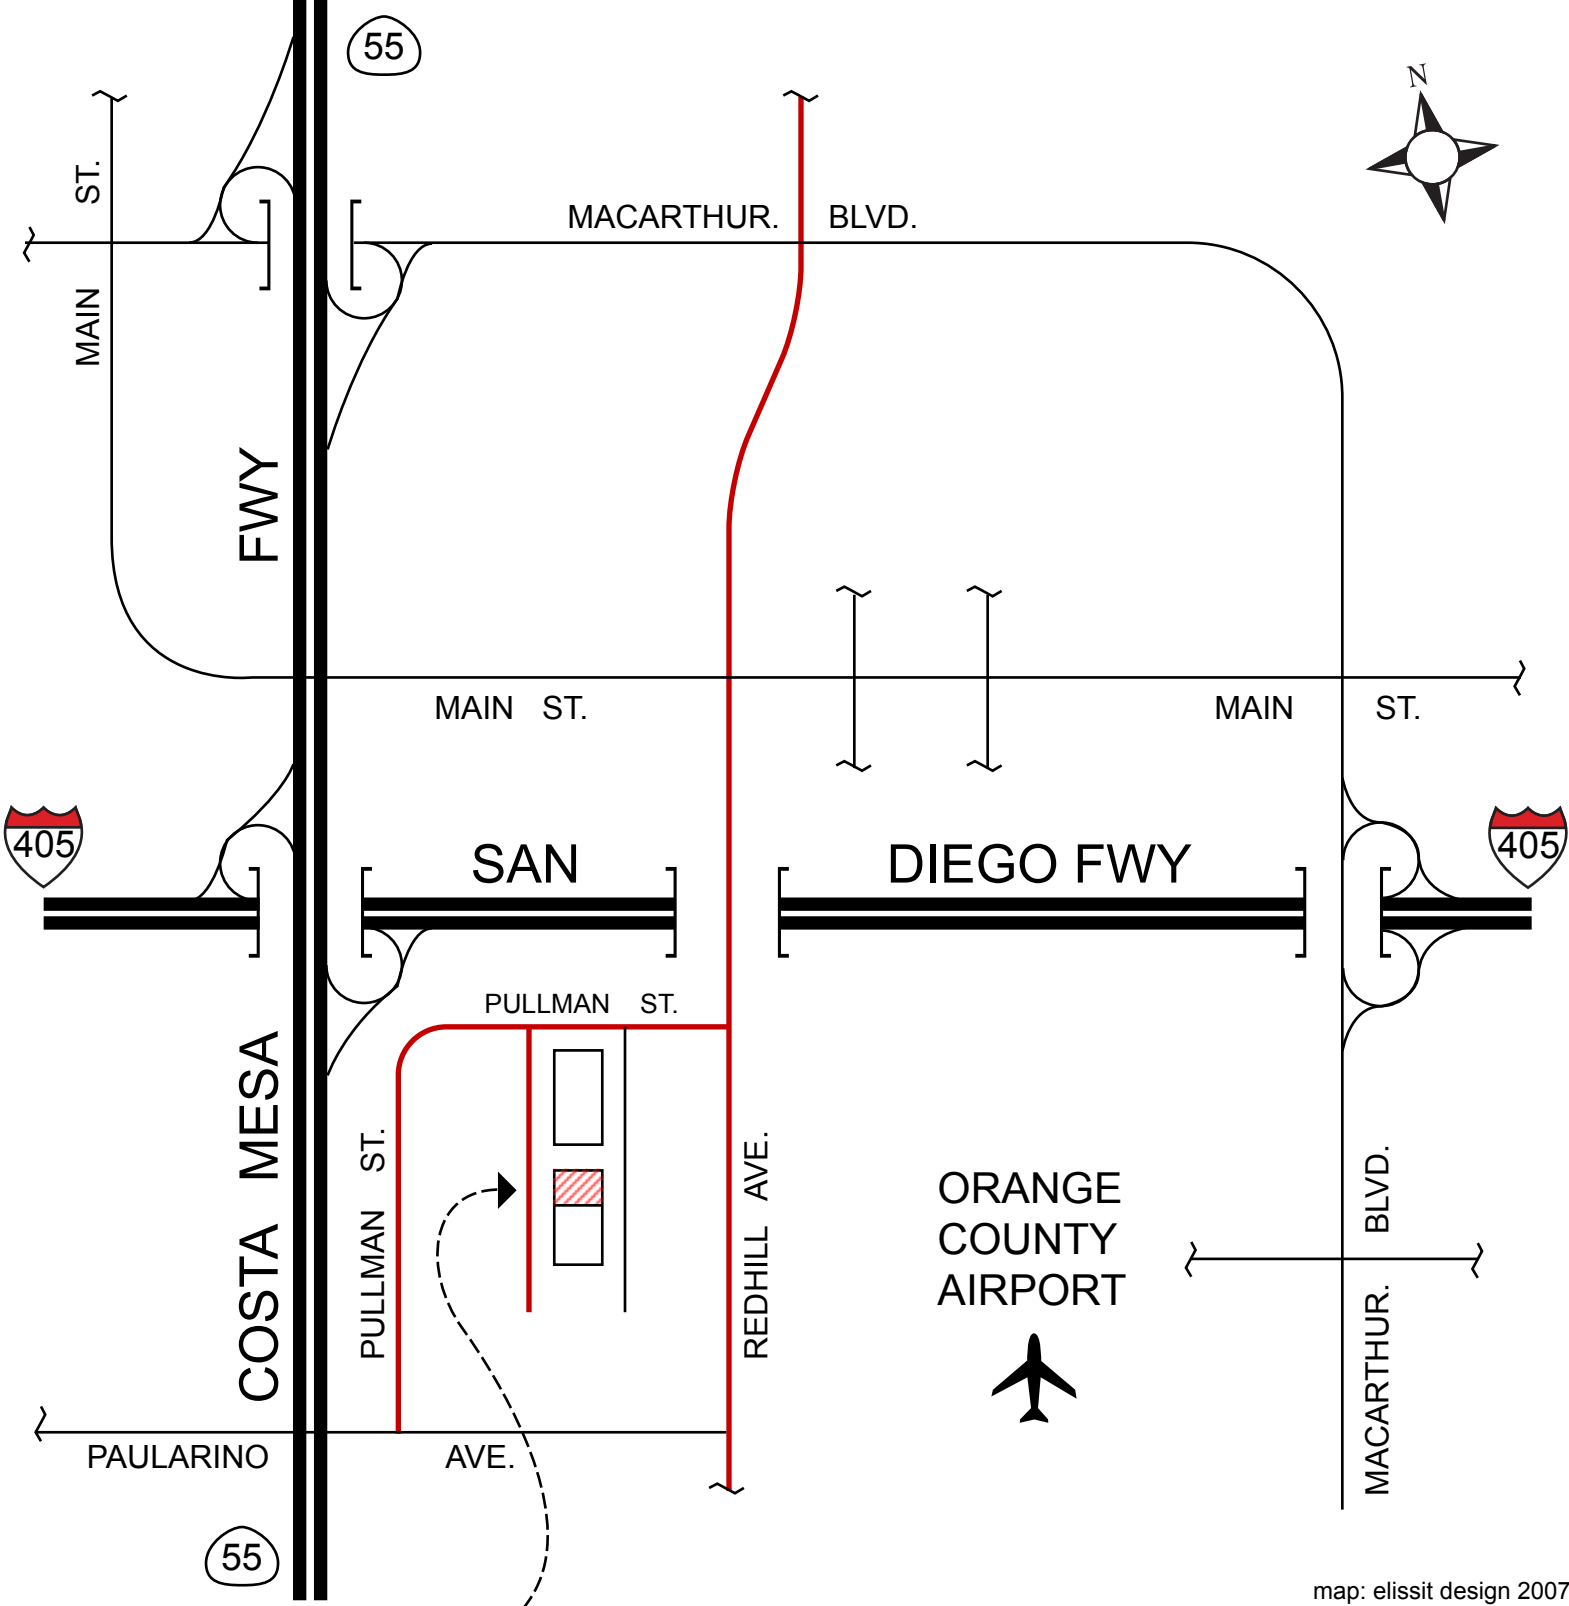 55
N
ST.
MAIN
MACARTHUR. BLVD.
FWY
MAIN ST.
MAIN ST.
405
SAN DIEGO FWY
405
PULLMAN ST.
COSTA MESA
PULLMAN ST.
REDHILL AVE.
ORANGE
COUNTY
AIRPORT
MACARTHUR. BLVD.
PAULARINO AVE.
55
map: elissit design 2007